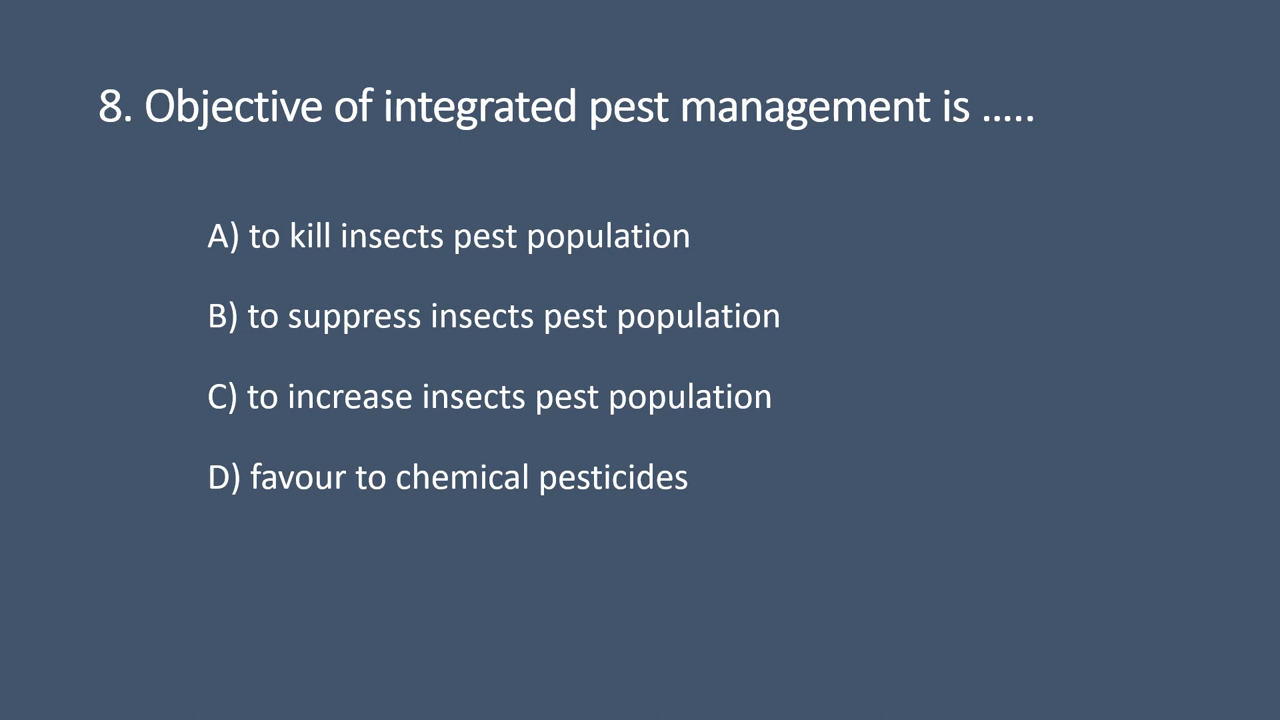 8. Objective of integrated pest management is .....
A) to kill insects pest population
B) to suppress insects pest population
C) to increase insects pest population
D) favour to chemical pesticides